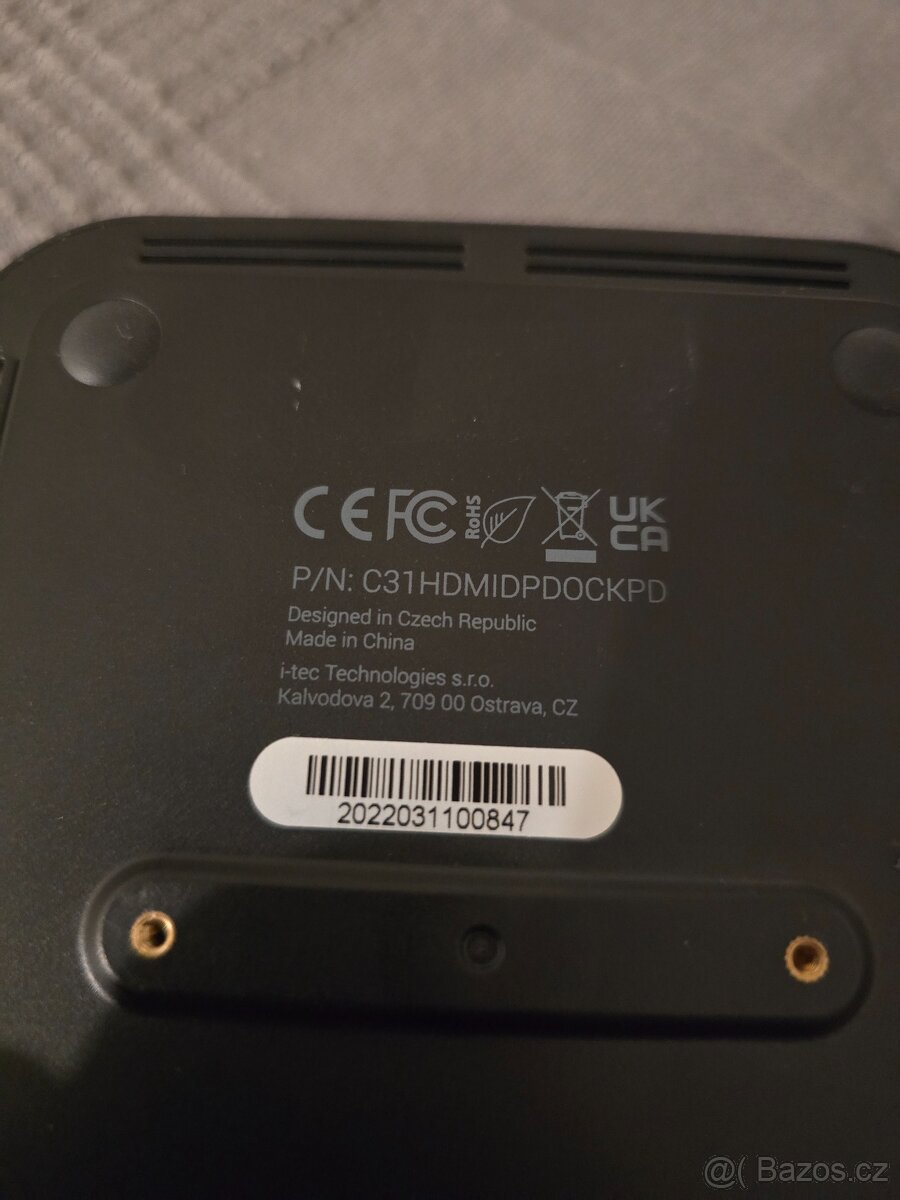 CE FC RoHS UK CA
P/N: C31HDMIDPDOCKPD
Designed in Czech Republic
Made in China
i-tec Technologies s.r.o.
Kalvodova 2, 709 00 Ostrava, CZ
2022031100847
@( Bazos.cz